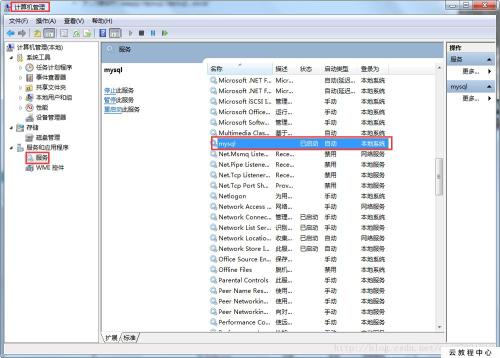 计算机管理
文件(F) 操作(A) 查看(V) 帮助(H)
计算机管理(本地)
系统工具
任务计划程序
事件查看器
共享文件夹
本地用户和组
性能
设备管理器
存储
磁盘管理
服务和应用程序
服务
WMI 控件
服务
mysql
停止此服务
暂停此服务
重启动此服务
名称 描述 状态 启动类型 登录为
Microsoft .NET F... Micr... 自动(延迟... 本地系统
Microsoft .NET F... Micr... 自动(延迟... 本地系统
Microsoft iSCSI I... 管理... 手动 本地系统
Microsoft Office... 运行... 手动 本地系统
Microsoft Softw... 管理... 手动 本地系统
Multimedia Clas... 基于... 自动 本地系统
mysql 已启动 自动 本地系统
Net.Msmq Liste... Rece... 禁用 网络服务
Net.Pipe Listene... Rece... 禁用 本地服务
Net.Tcp Listener... Rece... 禁用 本地服务
Net.Tcp Port Sh... Prov... 禁用 本地服务
Netlogon 为用... 手动 本地系统
Network Access ... 网络... 手动 网络服务
Network Connec... 管理... 已启动 手动 本地系统
Network List Ser... 识别... 已启动 手动 本地服务
Network Locatio... 收集... 已启动 自动 网络服务
Network Store I... 此服... 已启动 自动 本地服务
Office Source En... 保存... 手动 本地系统
Offline Files 脱机... 禁用 本地系统
Parental Controls 此服... 手动 本地服务
Peer Name Res... 使用... 手动 本地服务
Peer Networkin... 使用... 手动 本地服务
Peer Networkin... 向对... 手动 本地服务
Performance Co... 远程... 手动 本地服务
扩展 标准
操作
服务
更多...
mysql
更多...
云教程中心